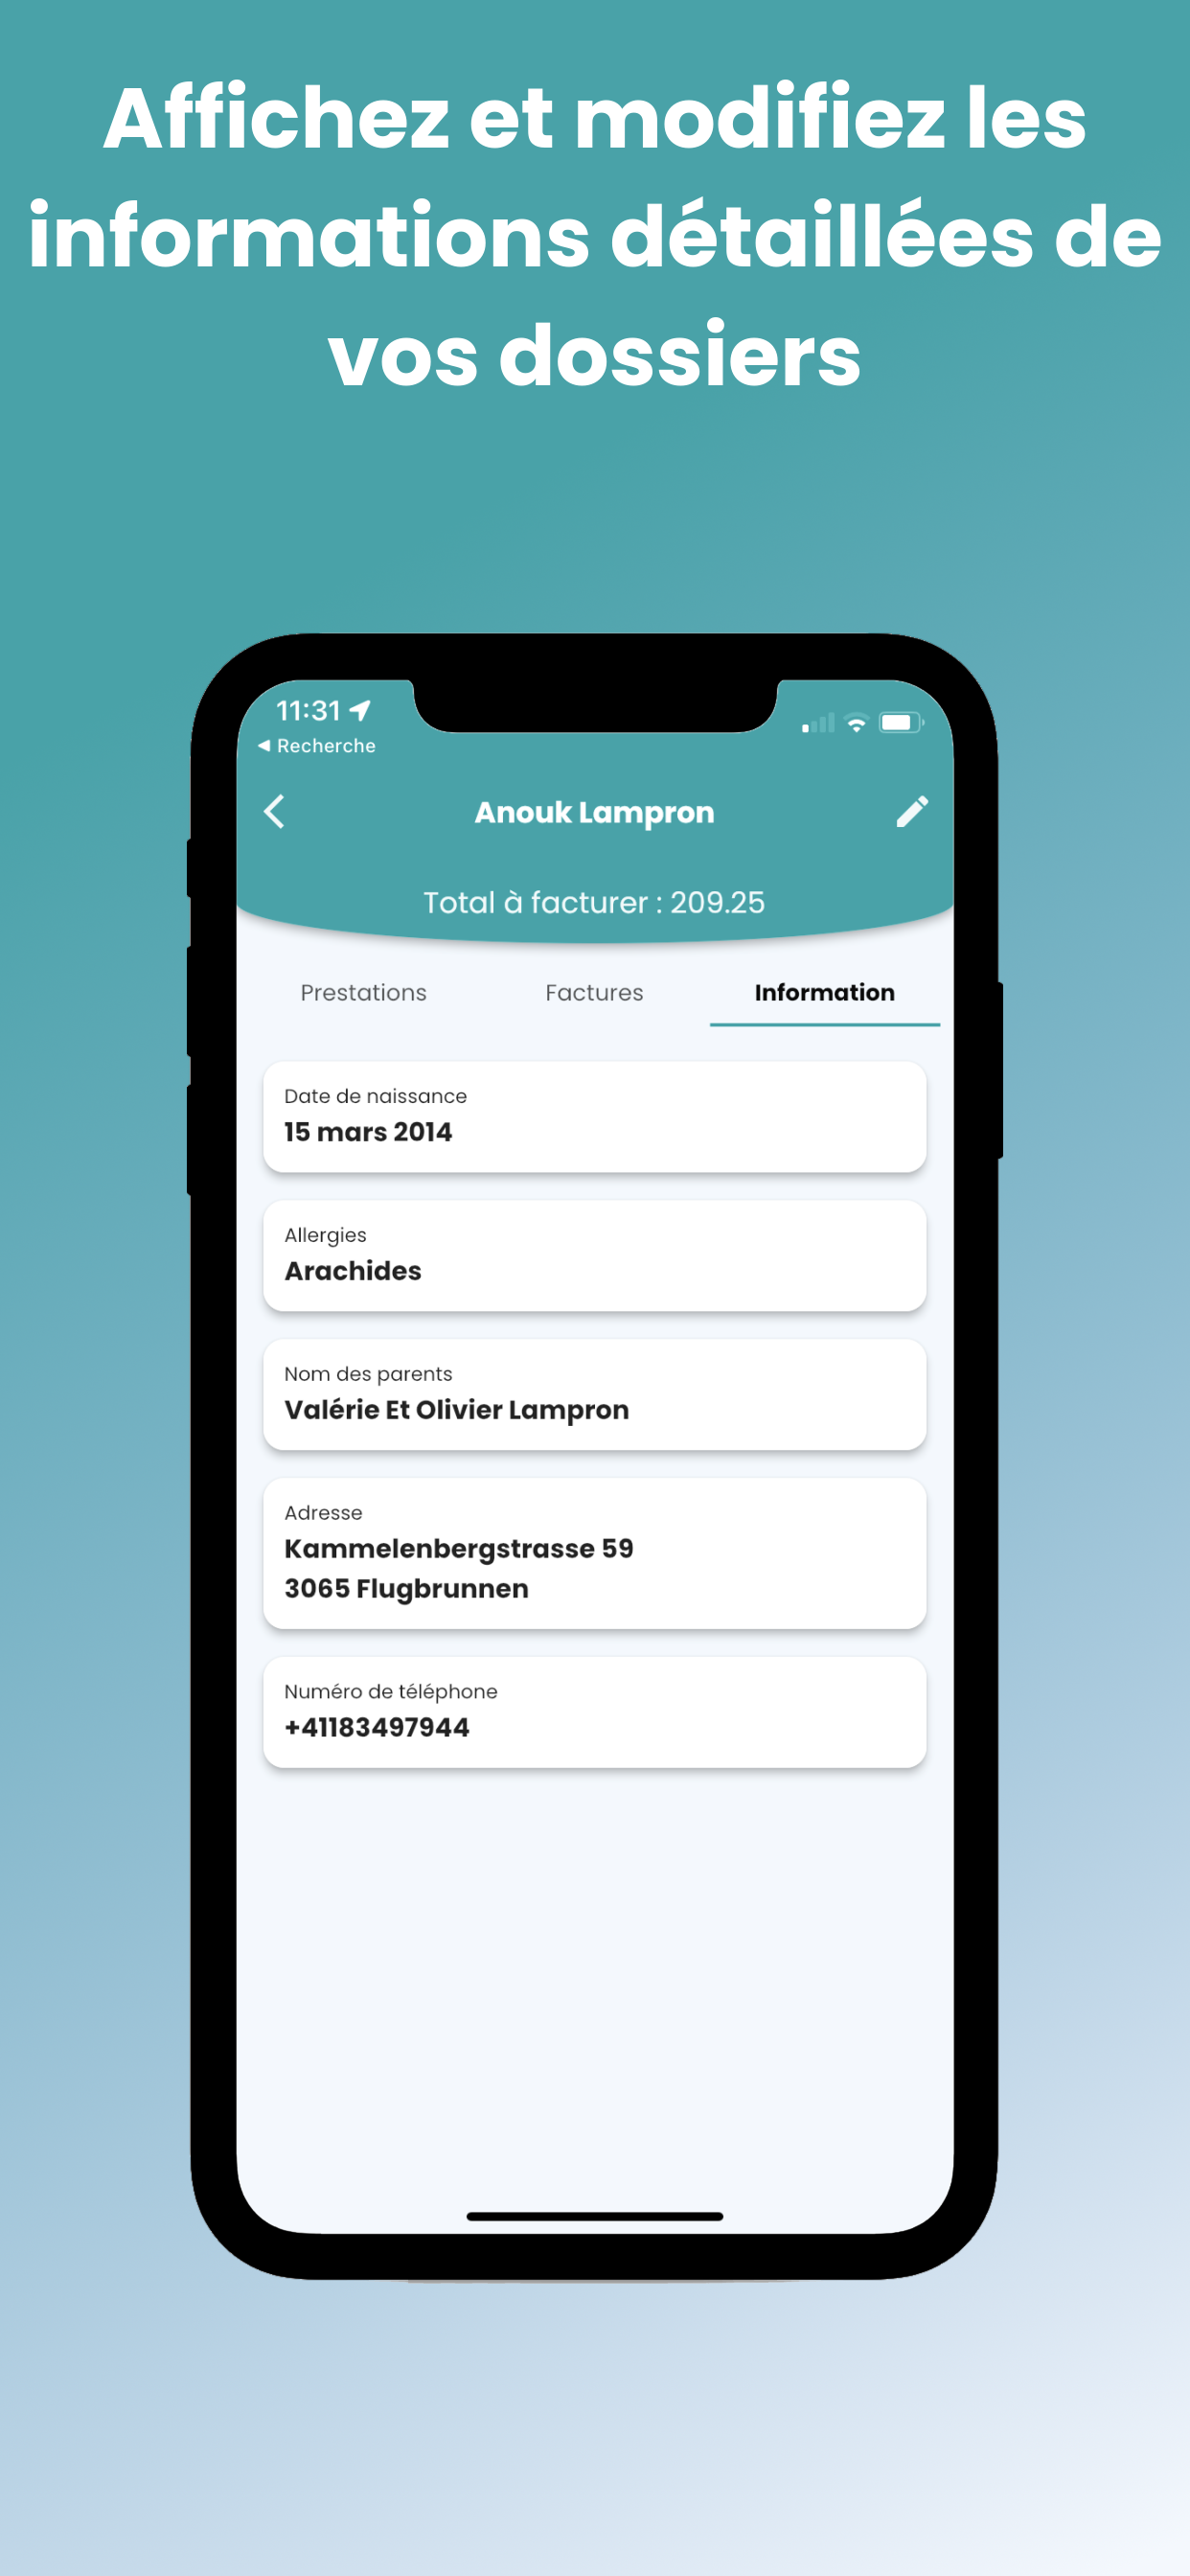 Affichez et modifiez les
informations détaillées de
vos dossiers
11:31
◀ Recherche
Anouk Lampron
Total à facturer : 209.25
Prestations Factures Information
Date de naissance
15 mars 2014
Allergies
Arachides
Nom des parents
Valérie Et Olivier Lampron
Adresse
Kammelenbergstrasse 59
3065 Flugbrunnen
Numéro de téléphone
+41183497944